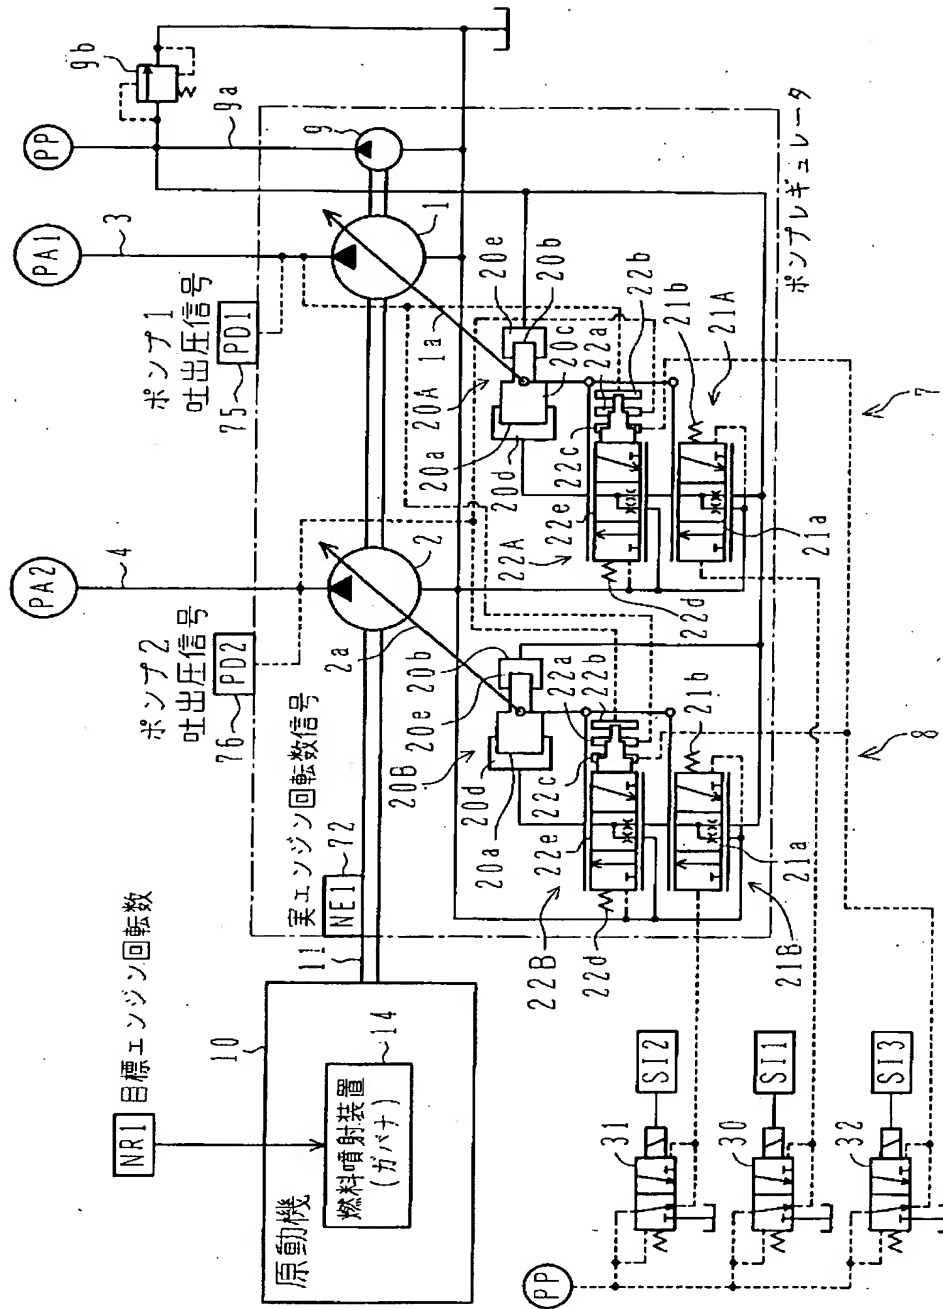 NR1 目標エンジン回転数
10
原動機
燃料噴射装置
(ガバナ)
14
11
実エンジン回転数信号
NE1
72
PA2
4
ポンプ2
吐出圧信号
PD2
76
2
2a
PA1
3
ポンプ1
吐出圧信号
PD1
75
1
1a
PP
9a
9b
9
ポンプレギュレータ
20A
20a
20d
20e
20b
20c
22a
22b
22c
22e
22A
22d
21b
21A
21a
7
20B
20d
20a
20e
20b
22a
22b
22c
22e
22B
22d
21b
21a
21B
8
PP
31
SI2
30
SI1
32
SI3